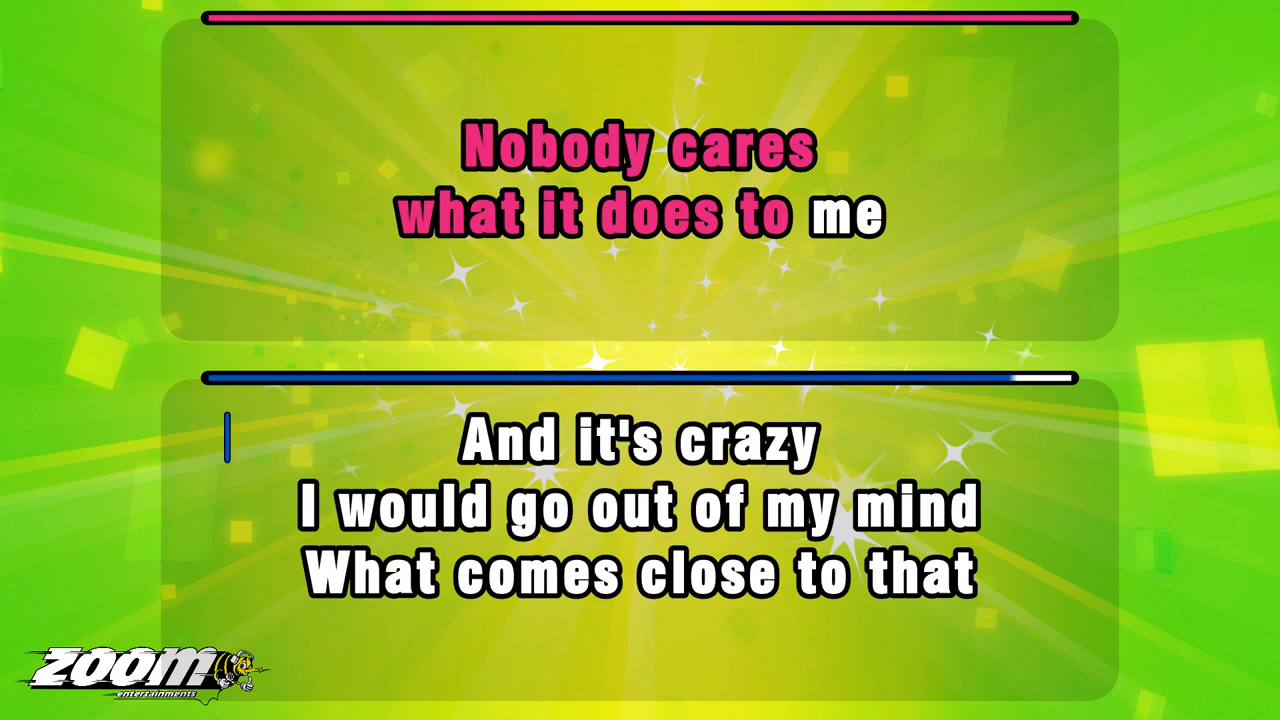 Nobody cares
what it does to me
And it's crazy
I would go out of my mind
What comes close to that
zoom
entertainments